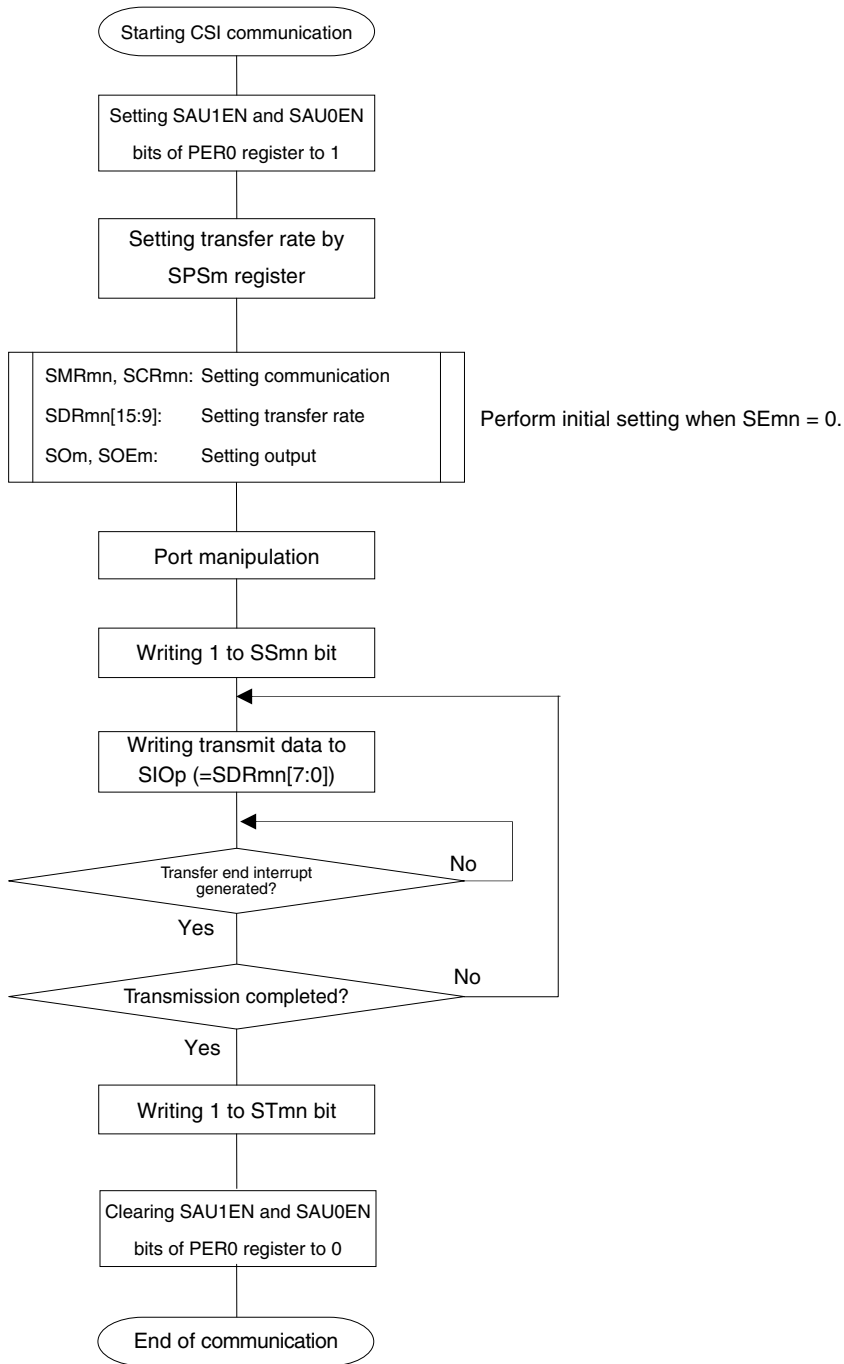 Starting CSI communication
Setting SAU1EN and SAU0EN
bits of PER0 register to 1
Setting transfer rate by
SPSm register
SMRmn, SCRmn: Setting communication
SDRmn[15:9]: Setting transfer rate
SOm, SOEm: Setting output
Perform initial setting when SEmn = 0.
Port manipulation
Writing 1 to SSmn bit
Writing transmit data to
SIOp (=SDRmn[7:0])
Transfer end interrupt
generated?
No
Yes
Transmission completed?
No
Yes
Writing 1 to STmn bit
Clearing SAU1EN and SAU0EN
bits of PER0 register to 0
End of communication